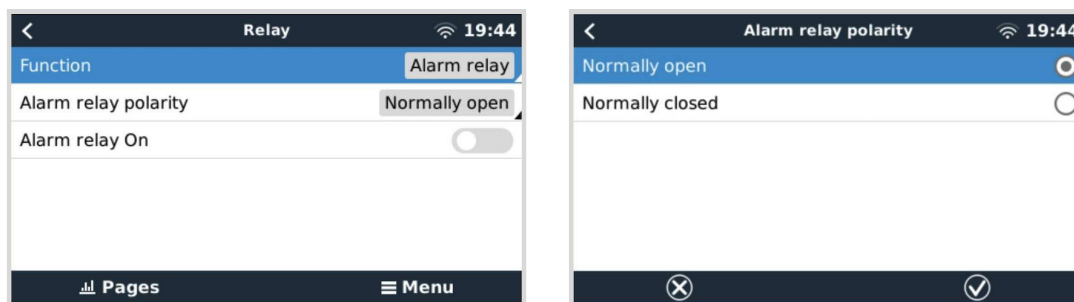 Relay 19:44
Function Alarm relay
Alarm relay polarity Normally open
Alarm relay On
Pages Menu
Alarm relay polarity 19:44
Normally open
Normally closed